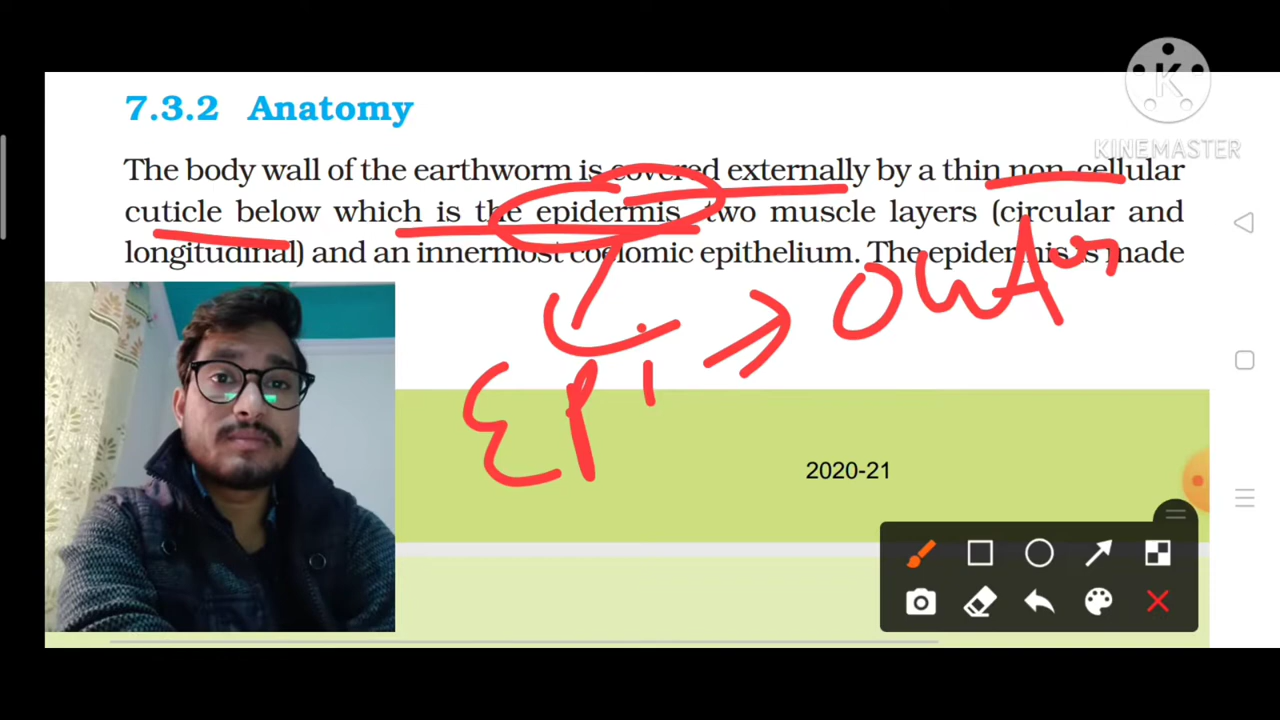 7.3.2 Anatomy
KINEMASTER
The body wall of the earthworm is covered externally by a thin non-cellular
cuticle below which is the epidermis, two muscle layers (circular and
longitudinal) and an innermost coelomic epithelium. The epidermis is made
EPi
2020-21